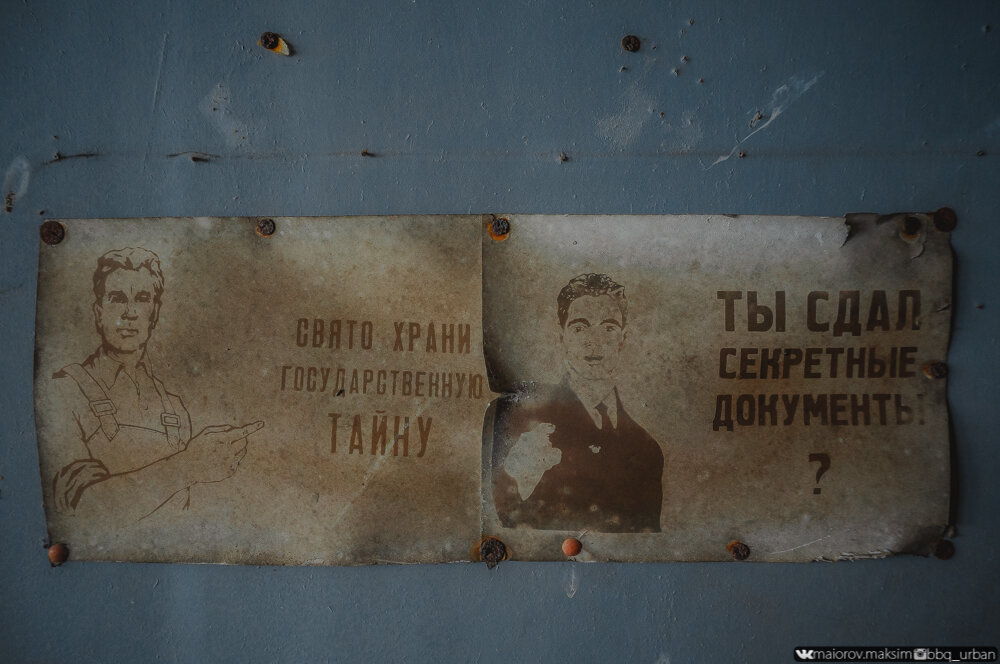 СВЯТО ХРАНИ
ГОСУДАРСТВЕННУЮ
ТАЙНУ
ТЫ СДАЛ
СЕКРЕТНЫЕ
ДОКУМЕНТЫ
?
maiorov.maksim bbq_urban